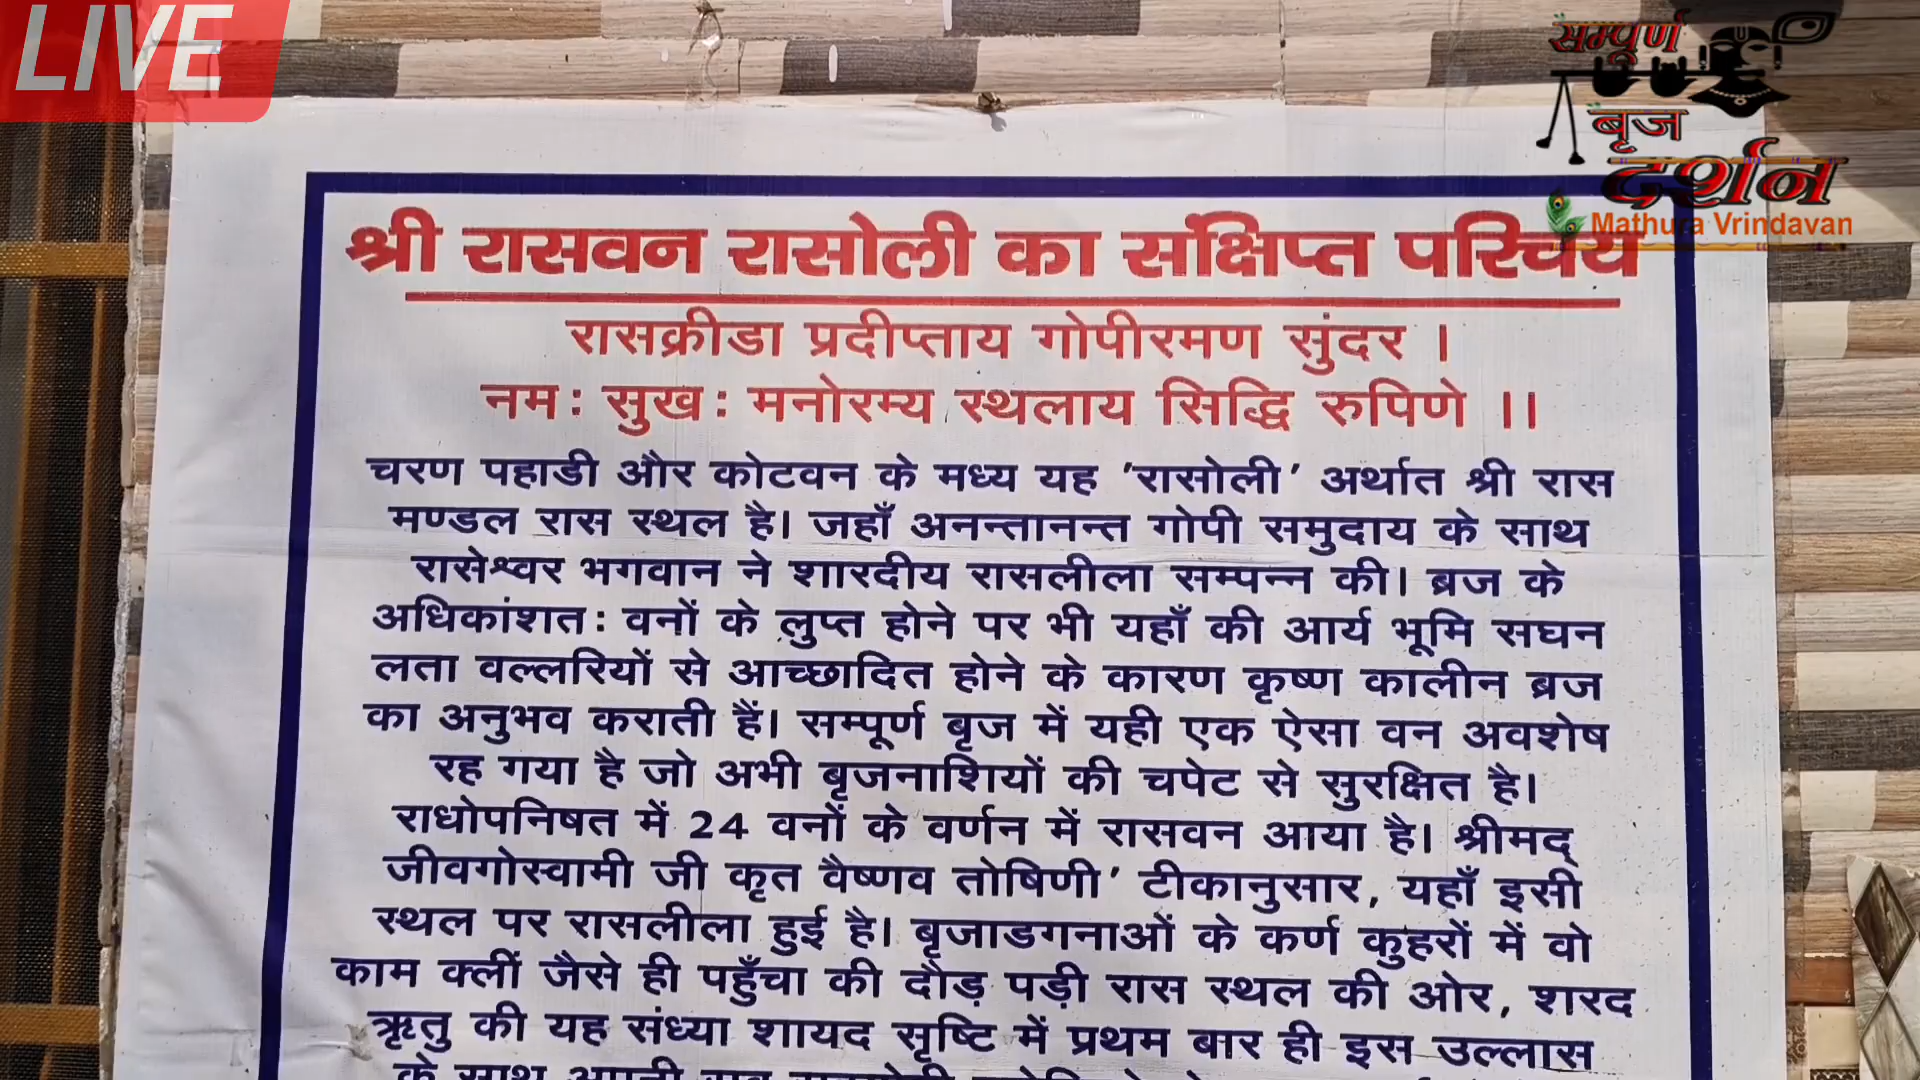 LIVE
सम्पूर्ण
बृज
दर्शन
Mathura Vrindavan
श्री रासवन रासोली का संक्षिप्त परिचय
रासक्रीडा प्रदीप्ताय गोपीरमण सुंदर ।
नमः सुखः मनोरम्य स्थलाय सिद्धि रुपिणे ।।
चरण पहाडी और कोटवन के मध्य यह 'रासोली' अर्थात श्री रास
मण्डल रास स्थल है। जहाँ अनन्तानन्त गोपी समुदाय के साथ
रासेश्वर भगवान ने शारदीय रासलीला सम्पन्न की। ब्रज के
अधिकांशतः वनों के लुप्त होने पर भी यहाँ की आर्य भूमि सघन
लता वल्लरियों से आच्छादित होने के कारण कृष्ण कालीन ब्रज
का अनुभव कराती हैं। सम्पूर्ण बृज में यही एक ऐसा वन अवशेष
रह गया है जो अभी बृजनाशियों की चपेट से सुरक्षित है।
राधोपनिषत में 24 वनों के वर्णन में रासवन आया है। श्रीमद्
जीवगोस्वामी जी कृत वैष्णव तोषिणी' टीकानुसार, यहाँ इसी
स्थल पर रासलीला हुई है। बृजाडगनाओं के कर्ण कुहरों में वो
काम क्लीं जैसे ही पहुँचा की दौड़ पड़ी रास स्थल की ओर, शरद
ऋतु की यह संध्या शायद सृष्टि में प्रथम बार ही इस उल्लास
के साथ अपनी